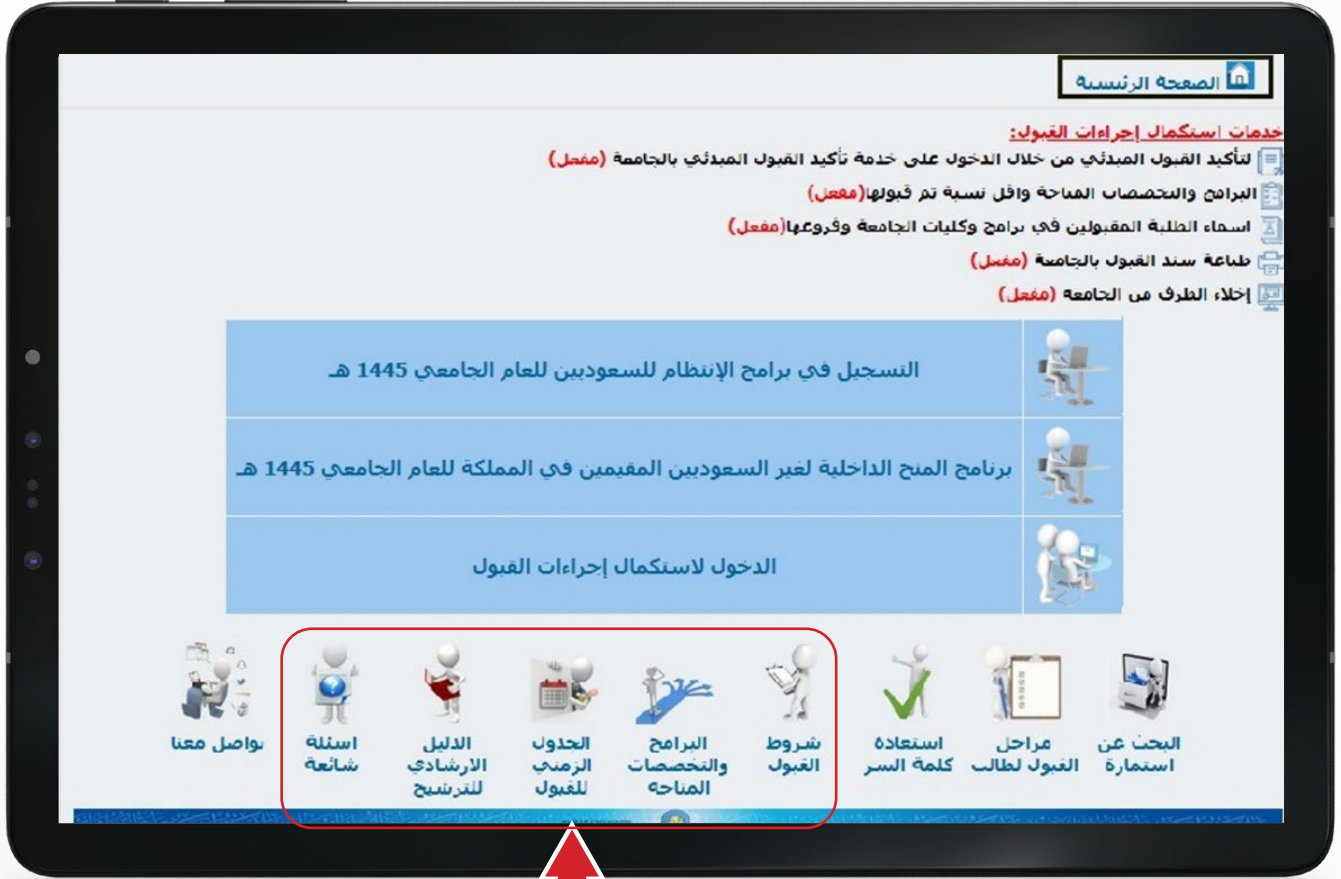 الصفحة الرئيسية
خدمات استكمال إجراءات القبول:
لتأكيد القبول المبدئي من خلال الدخول على خدمة تأكيد القبول المبدئي بالجامعة (مفعل)
البرامج والتخصصات المتاحة واقل نسبة تم قبولها(مفعل)
اسماء الطلبة المقبولين في برامج وكليات الجامعة وفروعها(مفعل)
طباعة سند القبول بالجامعة (مفعل)
إخلاء الطرف من الجامعة (مفعل)
التسجيل في برامج الإنتظام للسعوديين للعام الجامعي 1445 هـ
برنامج المنح الداخلية لغير السعوديين المقيمين في المملكة للعام الجامعي 1445 هـ
الدخول لاستكمال إجراءات القبول
البحث عن
استمارة
مراحل
القبول لطالب
استعادة
كلمة السر
شروط
القبول
البرامج
والتخصصات
المتاحه
الجدول
الزمني
للقبول
الدليل
الارشادي
للترشيح
اسئلة
شائعة
تواصل معنا